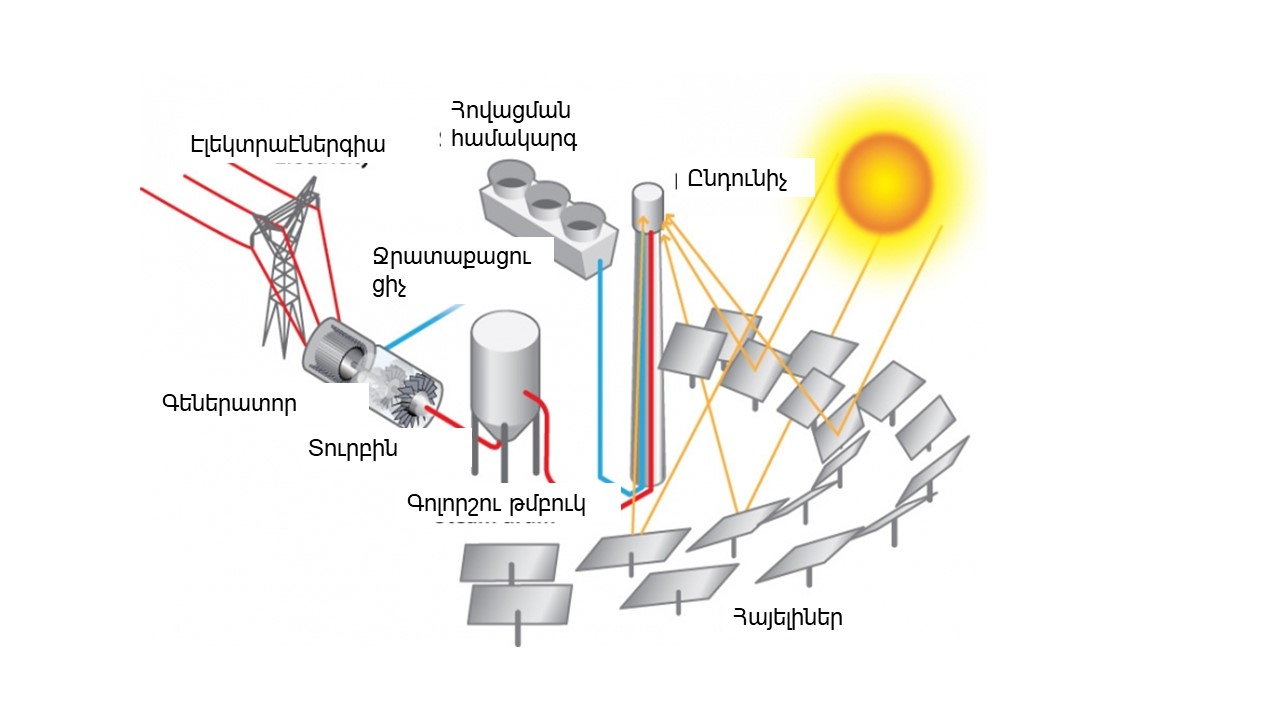 Հովացման
համակարգ
Էլեկտրաէներգիա
Ընդունիչ
Ջրատաքացու
ցիչ
Գեներատոր
Տուրբին
Գոլորշու թմբուկ
Հայելիներ